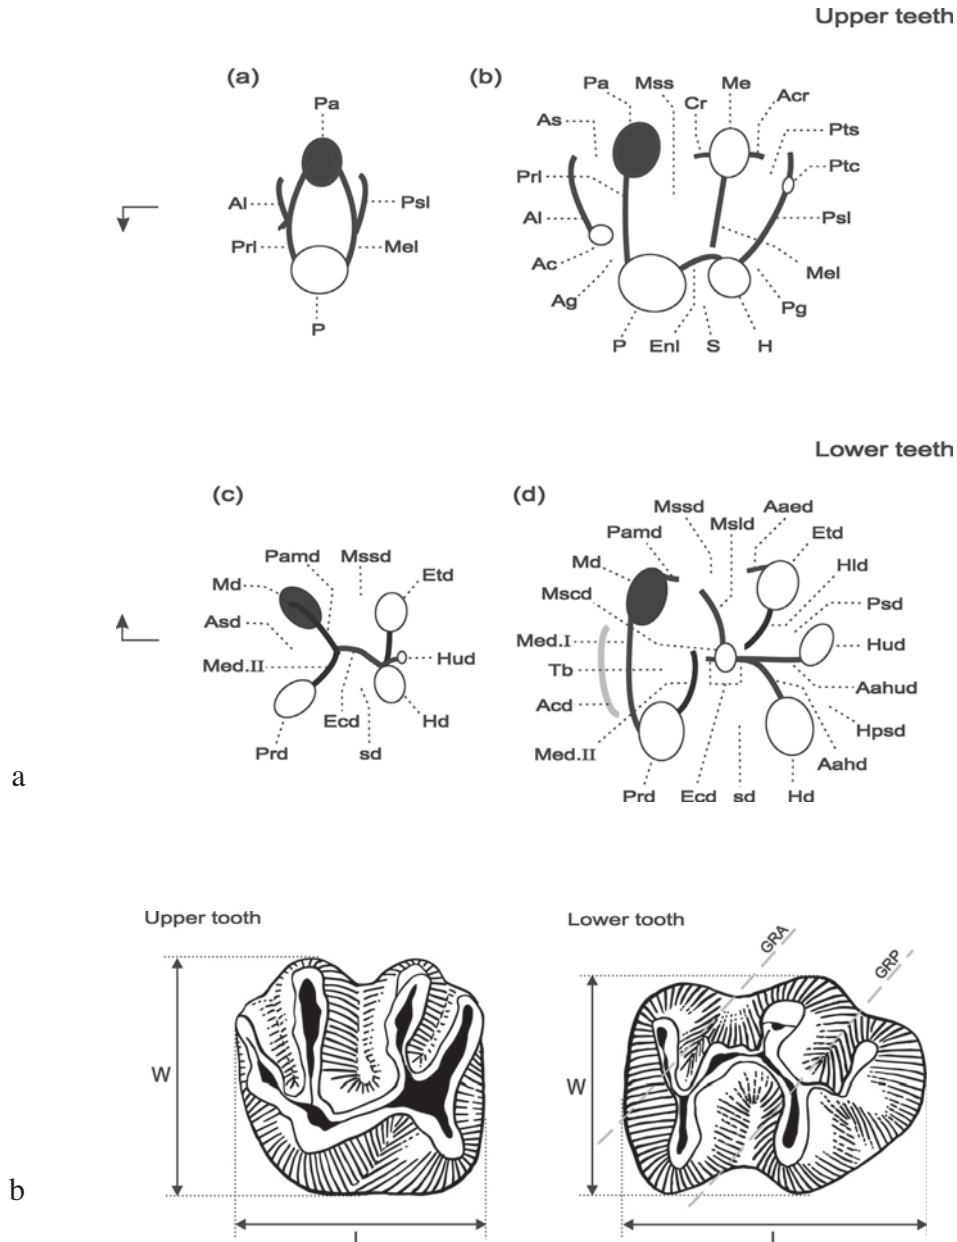 Upper teeth
(a)
(b)
Pa
Al
Psl
Prl
Mel
P
Pa
Mss
Me
Cr
Acr
As
Pts
Ptc
Prl
Al
Psl
Ac
Mel
Ag
Pg
P
Enl
S
H
Lower teeth
(c)
(d)
Pamd
Mssd
Md
Etd
Asd
Med.II
Hud
Ecd
Hd
Prd
sd
Mssd
Msld
Aaed
Pamd
Etd
Md
Hld
Mscd
Psd
Med.I
Hud
Tb
Aahud
Acd
Hpsd
Med.II
Aahd
Prd
Ecd
sd
Hd
a
Upper tooth
Lower tooth
GRA
GRP
W
W
b
L
L